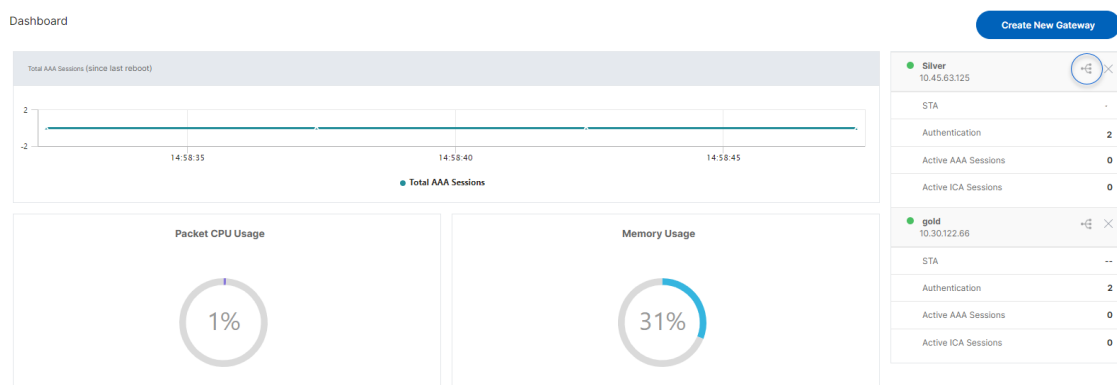 Dashboard
Create New Gateway
Total AAA Sessions (since last reboot)
2
-2
14:58:35
14:58:40
14:58:45
Total AAA Sessions
Packet CPU Usage
1%
Memory Usage
31%
Silver
10.45.63.125
STA -
Authentication 2
Active AAA Sessions 0
Active ICA Sessions 0
gold
10.30.122.66
STA --
Authentication 2
Active AAA Sessions 0
Active ICA Sessions 0